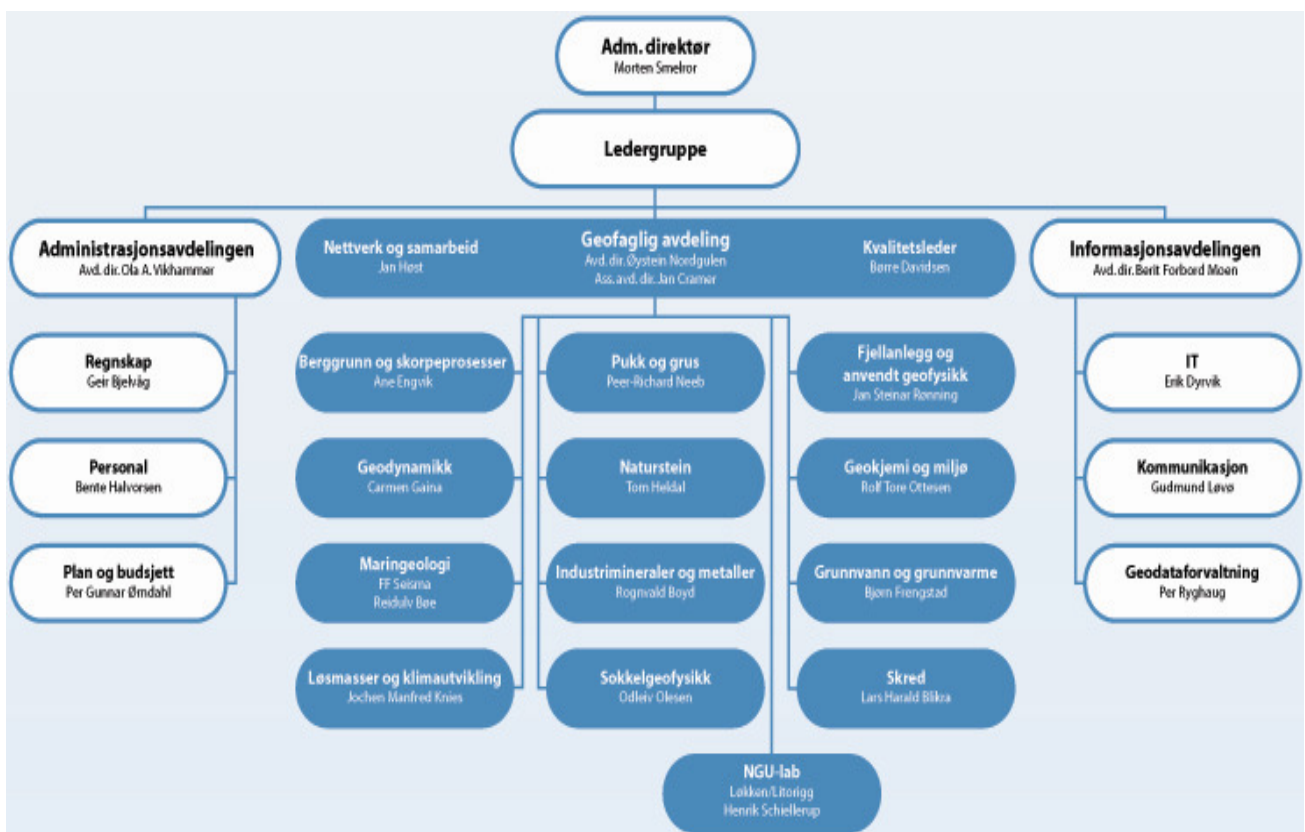 Adm. direktør
Morten Smelror
Ledergruppe
Administrasjonsavdelingen
Avd. dir. Ola A. Vikhammer
Nettverk og samarbeid
Jan Høst
Geofaglig avdeling
Avd. dir. Øystein Nordgulen
Ass. avd. dir. Jan Cramer
Kvalitetsleder
Børre Davidsen
Informasjonsavdelingen
Avd. dir. Berit Forbord Moen
Regnskap
Geir Bjelvåg
Berggrunn og skorpeprosesser
Ane Engvik
Pukk og grus
Peer-Richard Neeb
Fjellanlegg og
anvendt geofysikk
Jan Steinar Rønning
IT
Erik Dyrvik
Personal
Bente Halvorsen
Geodynamikk
Carmen Gaina
Naturstein
Tom Heldal
Geokjemi og miljø
Rolf Tore Ottesen
Kommunikasjon
Gudmund Løvø
Plan og budsjett
Per Gunnar Ørndahl
Maringeologi
FF Seisma
Reidulv Bøe
Industrimineraler og metaller
Rognvald Boyd
Grunnvann og grunnvarme
Bjørn Frengstad
Geodataforvaltning
Per Ryghaug
Løsmasser og klimautvikling
Jochen Manfred Knies
Sokkelgeofysikk
Odleiv Olesen
Skred
Lars Harald Blikra
NGU-lab
Løkken/Litorigg
Henrik Schiellerup